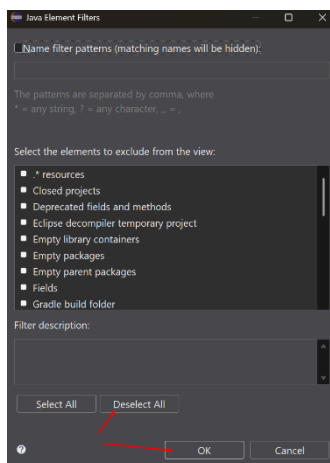 Java Element Filters
Name filter patterns (matching names will be hidden):
The patterns are separated by comma, where
* = any string, ? = any character, ,, = ,
Select the elements to exclude from the view:
.* resources
Closed projects
Deprecated fields and methods
Eclipse decompiler temporary project
Empty library containers
Empty packages
Empty parent packages
Fields
Gradle build folder
Filter description:
Select All Deselect All
OK Cancel